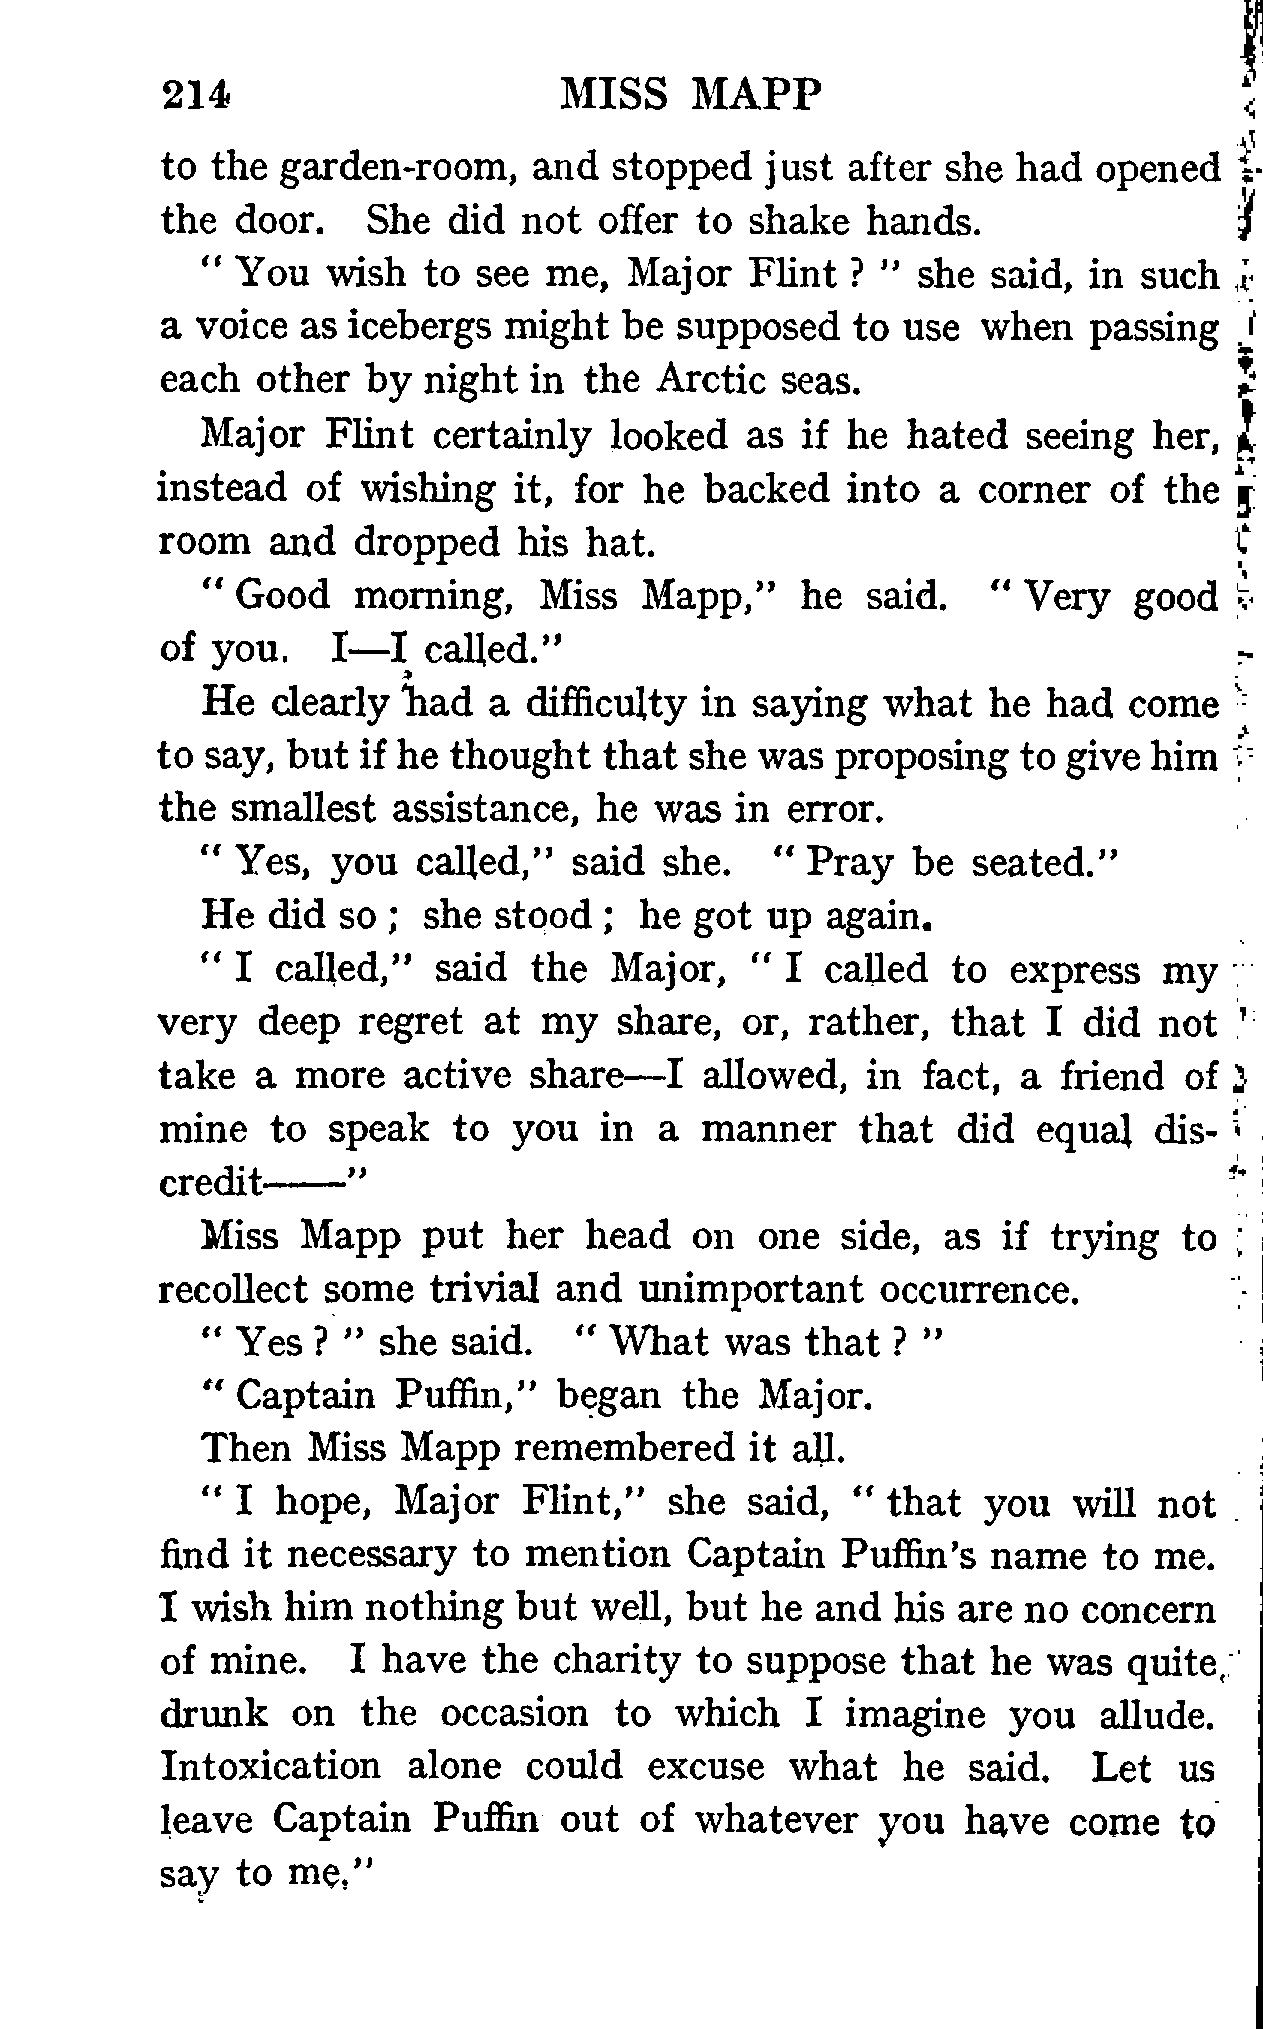 214 MISS MAPP
to the garden-room, and stopped just after she had opened
the door. She did not offer to shake hands.
" You wish to see me, Major Flint ? " she said, in such
a voice as icebergs might be supposed to use when passing
each other by night in the Arctic seas.
Major Flint certainly looked as if he hated seeing her,
instead of wishing it, for he backed into a corner of the
room and dropped his hat.
" Good morning, Miss Mapp," he said. " Very good
of you. I—I called."
He clearly had a difficulty in saying what he had come
to say, but if he thought that she was proposing to give him
the smallest assistance, he was in error.
" Yes, you called," said she. " Pray be seated."
He did so ; she stood ; he got up again.
" I called," said the Major, " I called to express my
very deep regret at my share, or, rather, that I did not
take a more active share—I allowed, in fact, a friend of
mine to speak to you in a manner that did equal dis-
credit——"
Miss Mapp put her head on one side, as if trying to
recollect some trivial and unimportant occurrence.
" Yes ? " she said. " What was that ? "
" Captain Puffin," began the Major.
Then Miss Mapp remembered it all.
" I hope, Major Flint," she said, " that you will not
find it necessary to mention Captain Puffin's name to me.
I wish him nothing but well, but he and his are no concern
of mine. I have the charity to suppose that he was quite
drunk on the occasion to which I imagine you allude.
Intoxication alone could excuse what he said. Let us
leave Captain Puffin out of whatever you have come to
say to me."